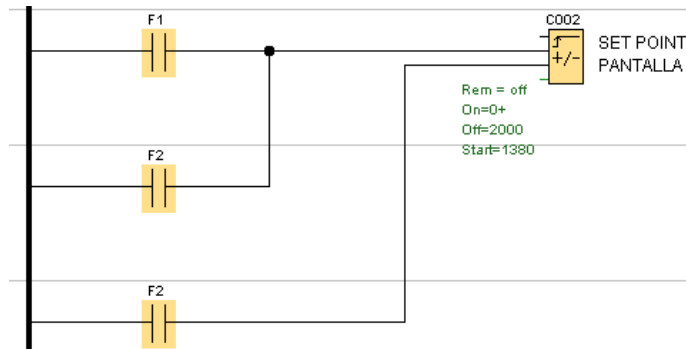 F1
C002
+/-
SET POINT
PANTALLA
Rem = off
On=0+
Off=2000
Start=1380
F2
F2